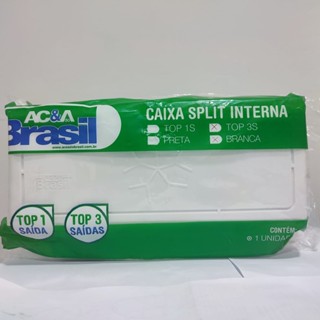 AC&A
Brasil
CAIXA SPLIT INTERNA
TOP 1S
TOP 3S
PRETA
BRANCA
TOP 1
SAÍDA
TOP 3
SAÍDAS
CONTÉM:
1 UNIDADE